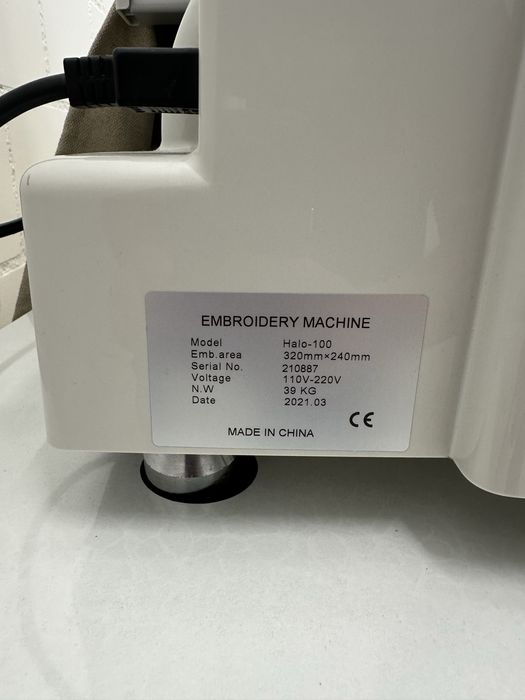 EMBROIDERY MACHINE
Model Halo-100
Emb.area 320mm×240mm
Serial No. 210887
Voltage 110V-220V
N.W 39 KG
Date 2021.03
CE
MADE IN CHINA